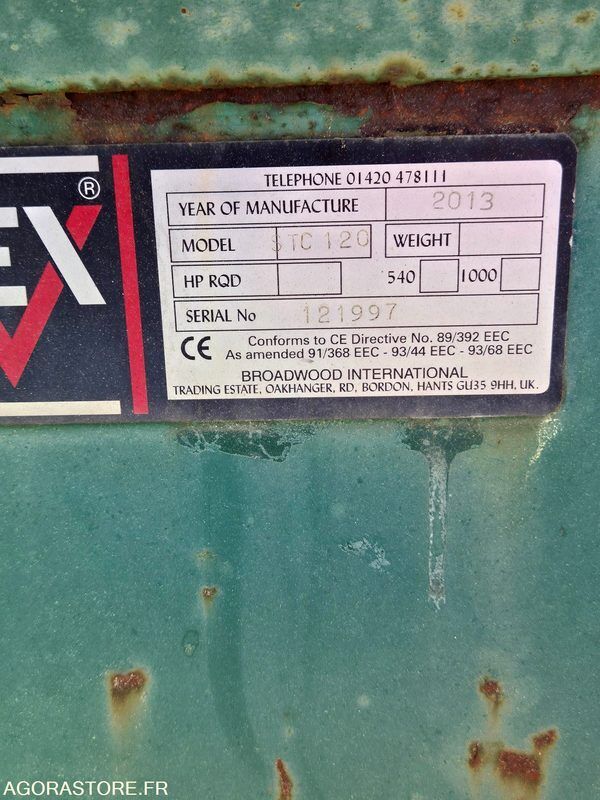 EX®
TELEPHONE 01420 478111
YEAR OF MANUFACTURE 2013
MODEL STC 120 WEIGHT
HP RQD 540 1000
SERIAL No 121997
CE Conforms to CE Directive No. 89/392 EEC
As amended 91/368 EEC - 93/44 EEC - 93/68 EEC
BROADWOOD INTERNATIONAL
TRADING ESTATE, OAKHANGER, RD, BORDON, HANTS GU35 9HH, UK.
AGORASTORE.FR